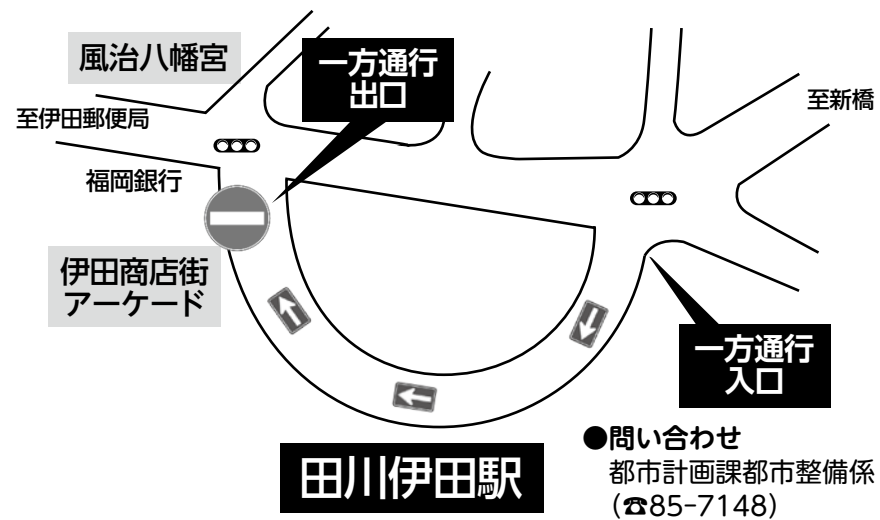 風治八幡宮
一方通行
出口
至伊田郵便局
至新橋
福岡銀行
伊田商店街
アーケード
一方通行
入口
田川伊田駅
●問い合わせ
都市計画課都市整備係
(☎85-7148)